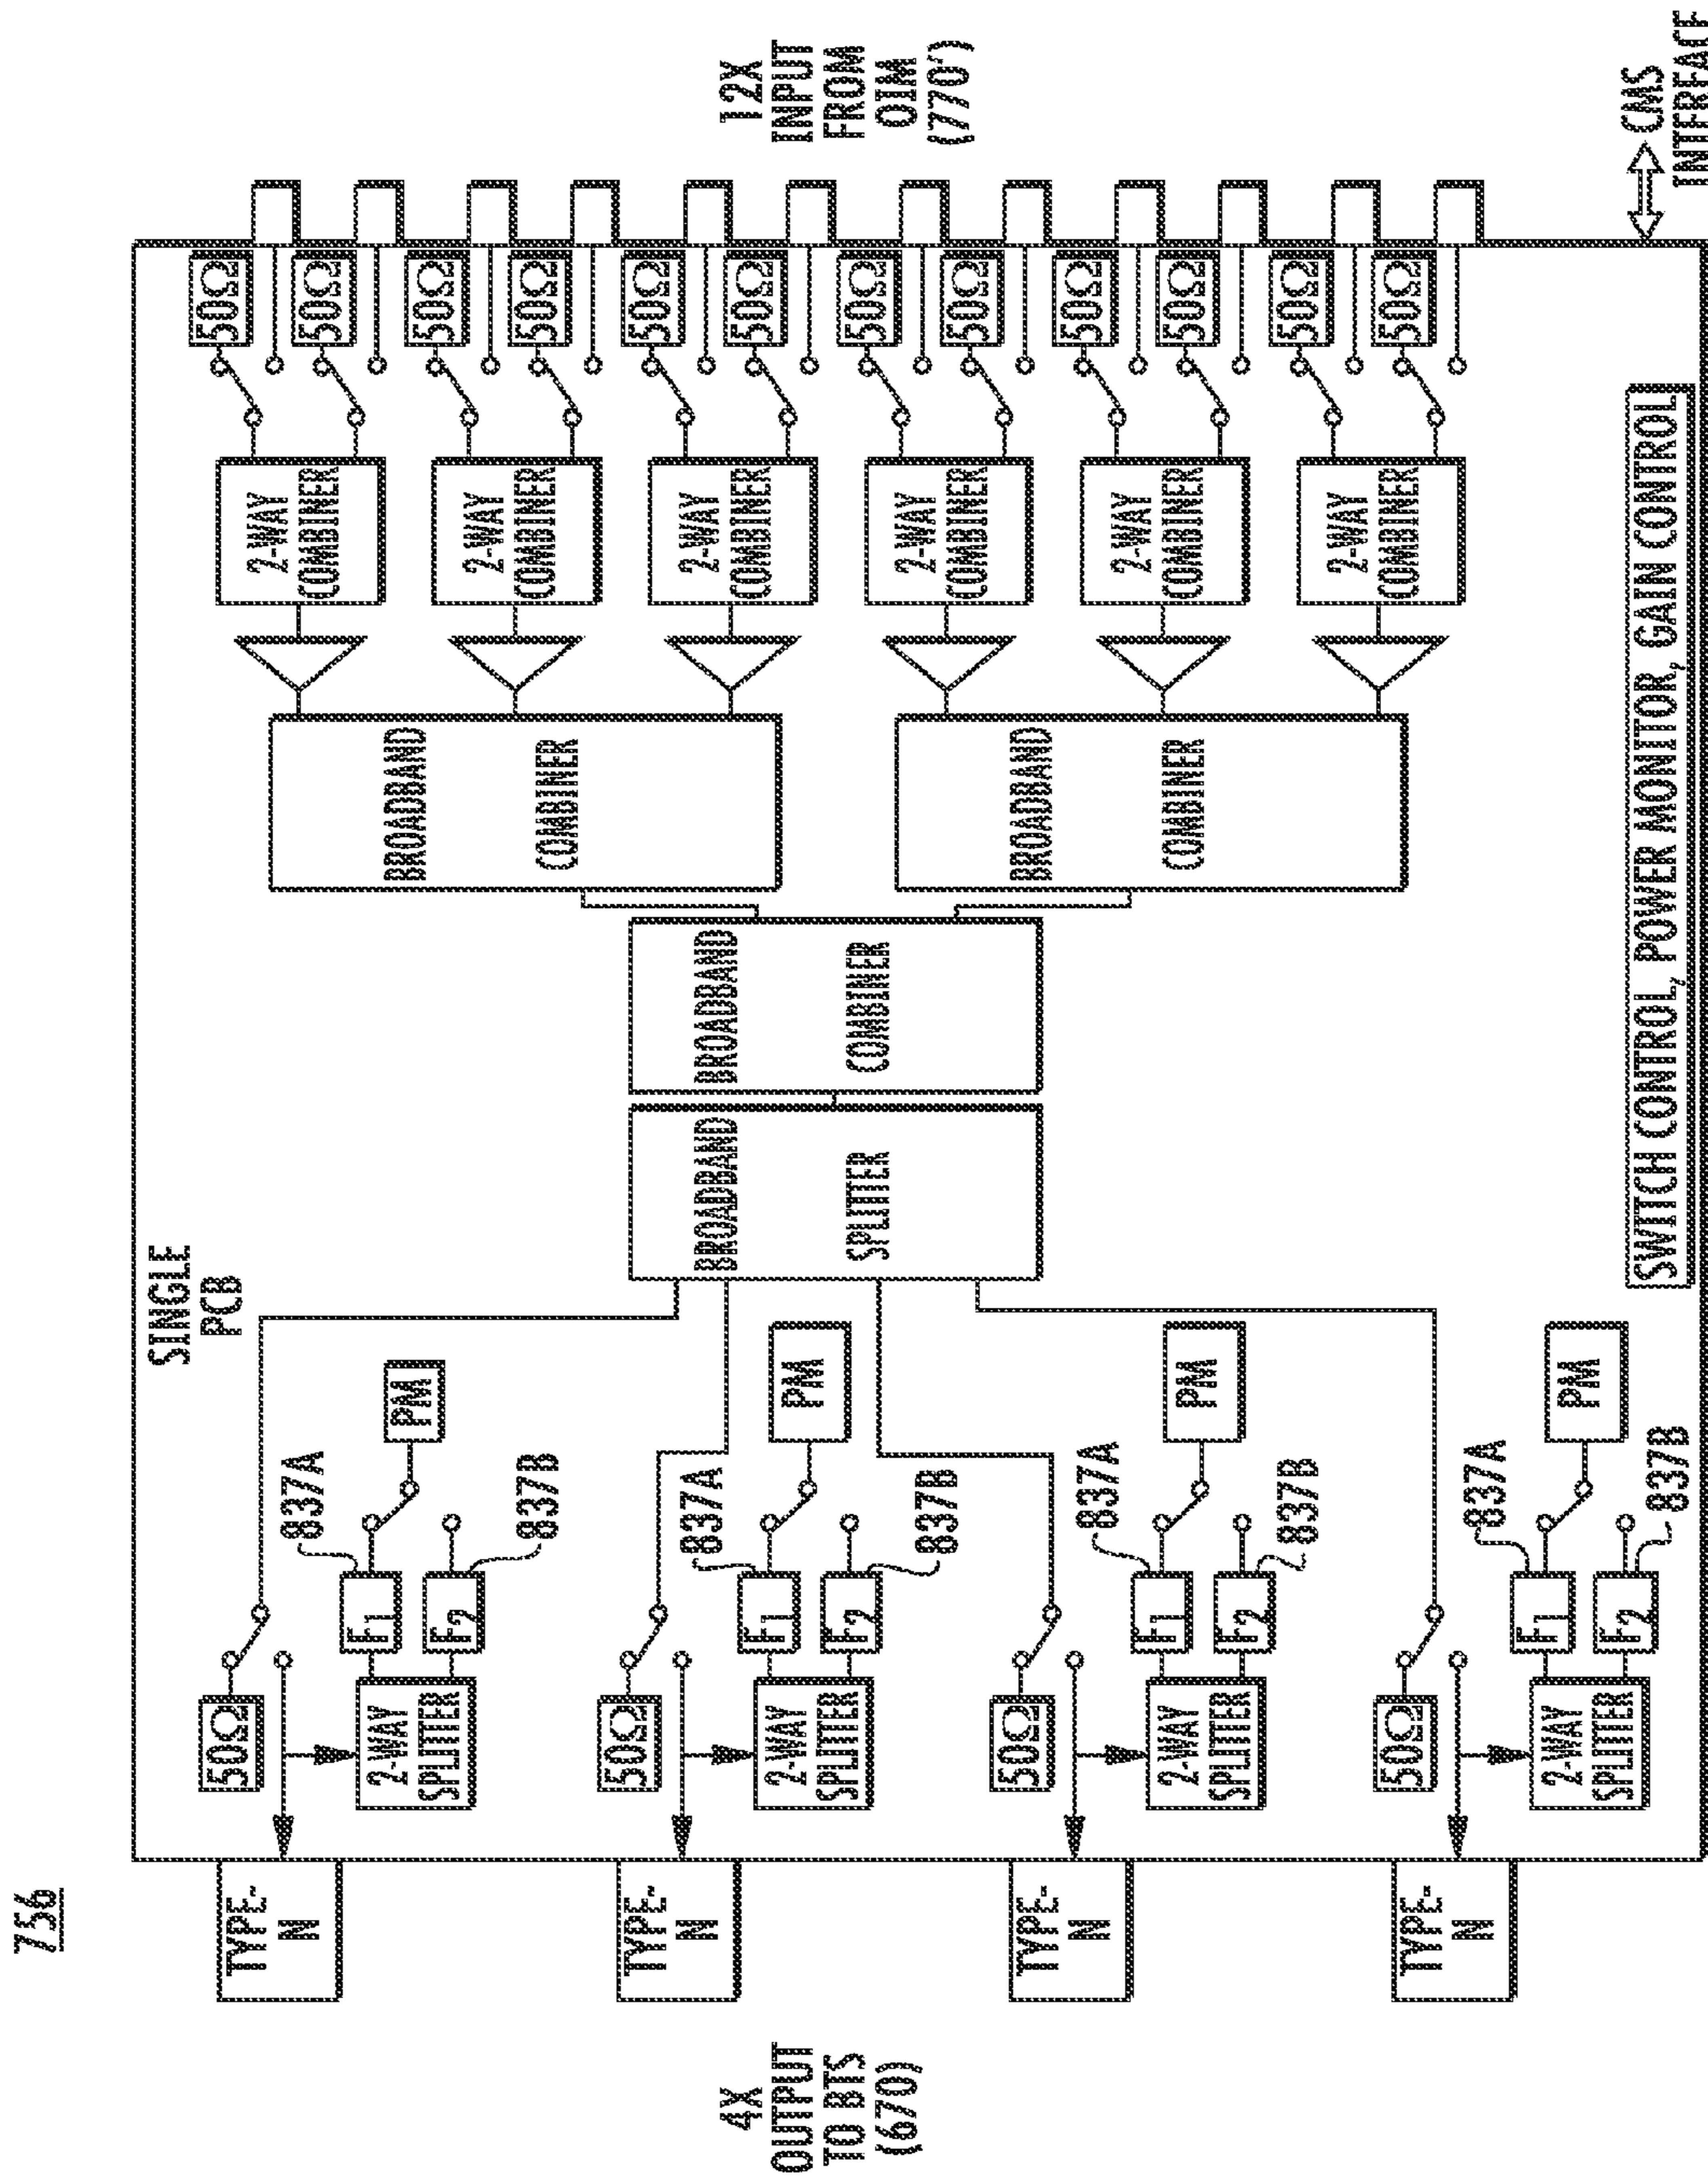 756
4X
OUTPUT
TO BTS
(670)
TYPE-
N
TYPE-
N
TYPE-
N
TYPE-
N
SINGLE
PCB
50Ω
2-WAY
SPLITTER
F1
F2
837A
837B
PM
50Ω
2-WAY
SPLITTER
F1
F2
837A
837B
PM
50Ω
2-WAY
SPLITTER
F1
F2
837A
837B
PM
50Ω
2-WAY
SPLITTER
F1
F2
837A
837B
PM
BROADBAND
SPLITTER
BROADBAND
COMBINER
BROADBAND
COMBINER
BROADBAND
COMBINER
2-WAY
COMBINER
2-WAY
COMBINER
2-WAY
COMBINER
2-WAY
COMBINER
2-WAY
COMBINER
2-WAY
COMBINER
50Ω
50Ω
50Ω
50Ω
50Ω
50Ω
50Ω
50Ω
50Ω
50Ω
50Ω
50Ω
12X
INPUT
FROM
OIM
(770')
SWITCH CONTROL, POWER MONITOR, GAIN CONTROL
CMS
INTERFACE